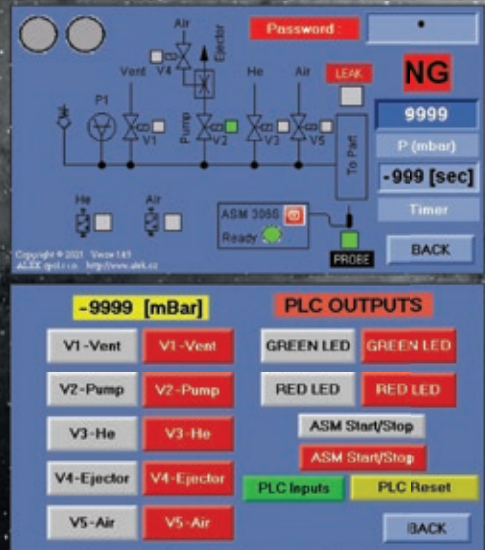 Air
Password :
*
Ejector
V4
Vent
He
Air
LEAK
NG
P1
Pump
9999
V1
V2
V3
V5
To Part
P (mbar)
-999 [sec]
He
Air
ASM 306S
Ready
Timer
PROBE
BACK
-9999 [mBar]
PLC OUTPUTS
V1-Vent
V1-Vent
GREEN LED
GREEN LED
V2-Pump
V2-Pump
RED LED
RED LED
V3-He
V3-He
ASM Start/Stop
ASM Start/Stop
V4-Ejector
V4-Ejector
PLC Inputs
PLC Reset
V5-Air
V5-Air
BACK